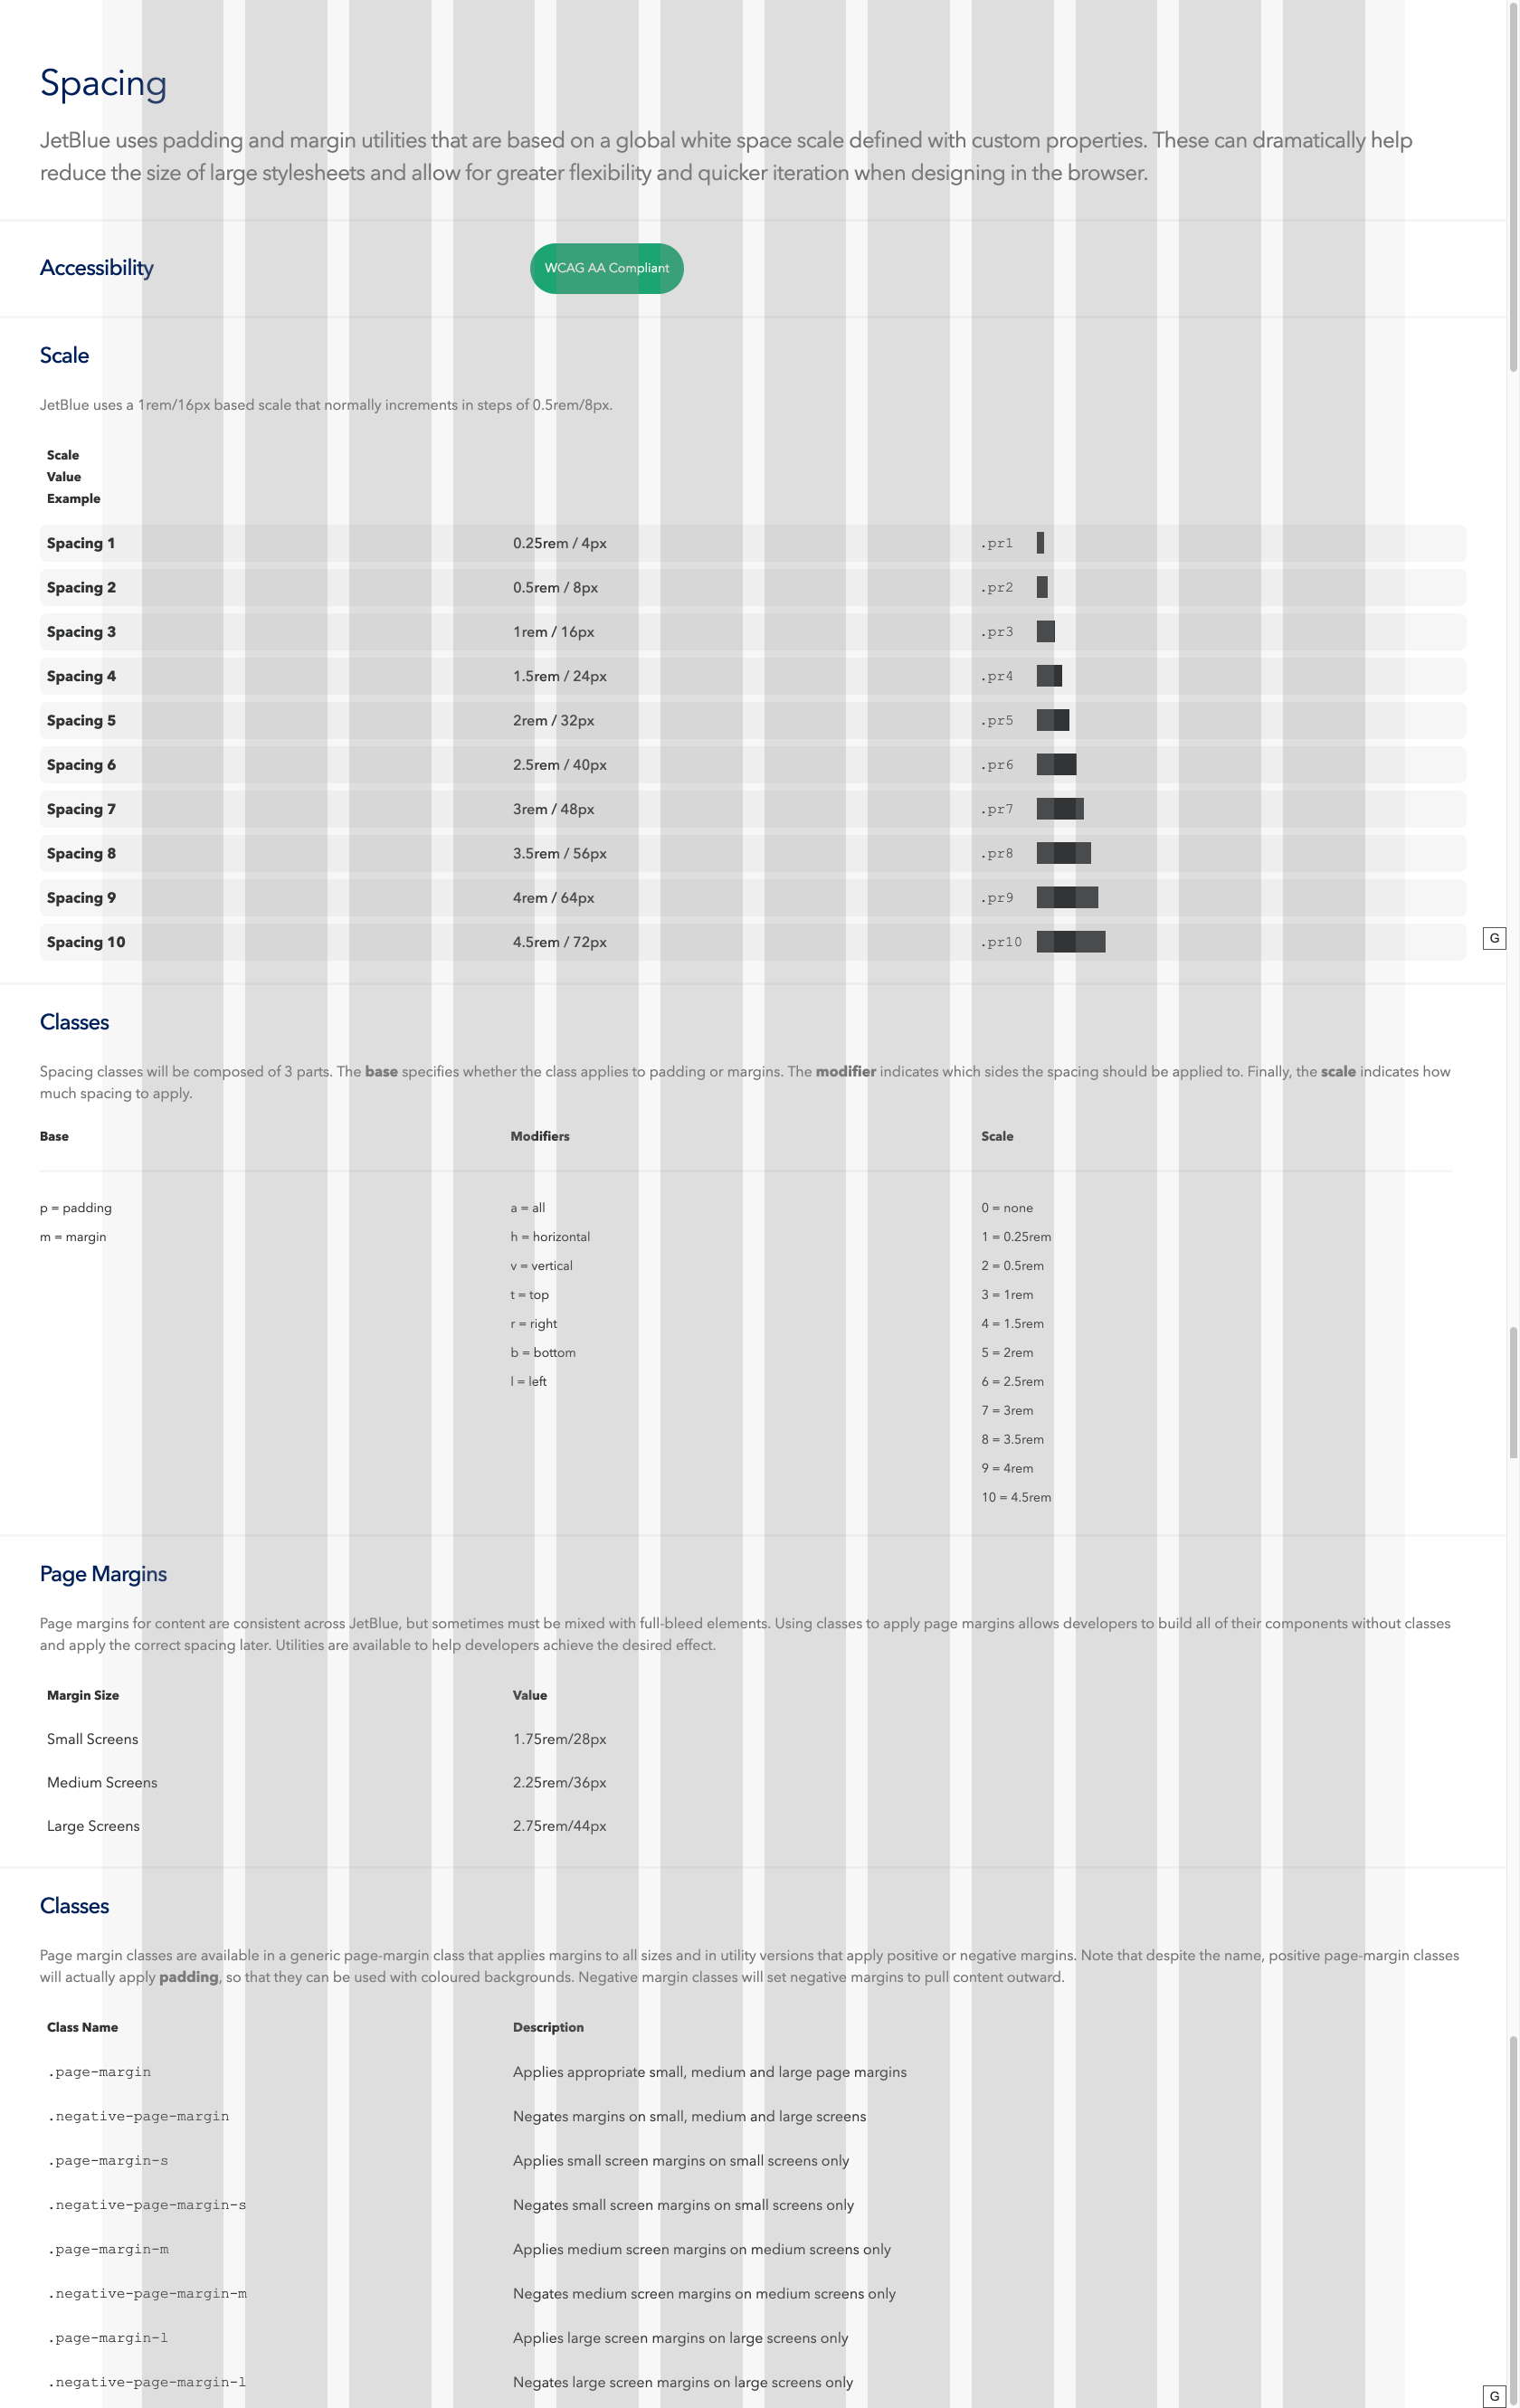 Spacing
JetBlue uses padding and margin utilities that are based on a global white space scale defined with custom properties. These can dramatically help
reduce the size of large stylesheets and allow for greater flexibility and quicker iteration when designing in the browser.
Accessibility WCAG AA Compliant
Scale
JetBlue uses a 1rem/16px based scale that normally increments in steps of 0.5rem/8px.
Scale
Value
Example
Spacing 1 0.25rem / 4px .pr1
Spacing 2 0.5rem / 8px .pr2
Spacing 3 1rem / 16px .pr3
Spacing 4 1.5rem / 24px .pr4
Spacing 5 2rem / 32px .pr5
Spacing 6 2.5rem / 40px .pr6
Spacing 7 3rem / 48px .pr7
Spacing 8 3.5rem / 56px .pr8
Spacing 9 4rem / 64px .pr9
Spacing 10 4.5rem / 72px .pr10 G
Classes
Spacing classes will be composed of 3 parts. The base specifies whether the class applies to padding or margins. The modifier indicates which sides the spacing should be applied to. Finally, the scale indicates how
much spacing to apply.
Base Modifiers Scale
p = padding a = all 0 = none
m = margin h = horizontal 1 = 0.25rem
v = vertical 2 = 0.5rem
t = top 3 = 1rem
r = right 4 = 1.5rem
b = bottom 5 = 2rem
l = left 6 = 2.5rem
7 = 3rem
8 = 3.5rem
9 = 4rem
10 = 4.5rem
Page Margins
Page margins for content are consistent across JetBlue, but sometimes must be mixed with full-bleed elements. Using classes to apply page margins allows developers to build all of their components without classes
and apply the correct spacing later. Utilities are available to help developers achieve the desired effect.
Margin Size Value
Small Screens 1.75rem/28px
Medium Screens 2.25rem/36px
Large Screens 2.75rem/44px
Classes
Page margin classes are available in a generic page-margin class that applies margins to all sizes and in utility versions that apply positive or negative margins. Note that despite the name, positive page-margin classes
will actually apply padding, so that they can be used with coloured backgrounds. Negative margin classes will set negative margins to pull content outward.
Class Name Description
.page-margin Applies appropriate small, medium and large page margins
.negative-page-margin Negates margins on small, medium and large screens
.page-margin-s Applies small screen margins on small screens only
.negative-page-margin-s Negates small screen margins on small screens only
.page-margin-m Applies medium screen margins on medium screens only
.negative-page-margin-m Negates medium screen margins on medium screens only
.page-margin-l Applies large screen margins on large screens only
.negative-page-margin-l Negates large screen margins on large screens only
G